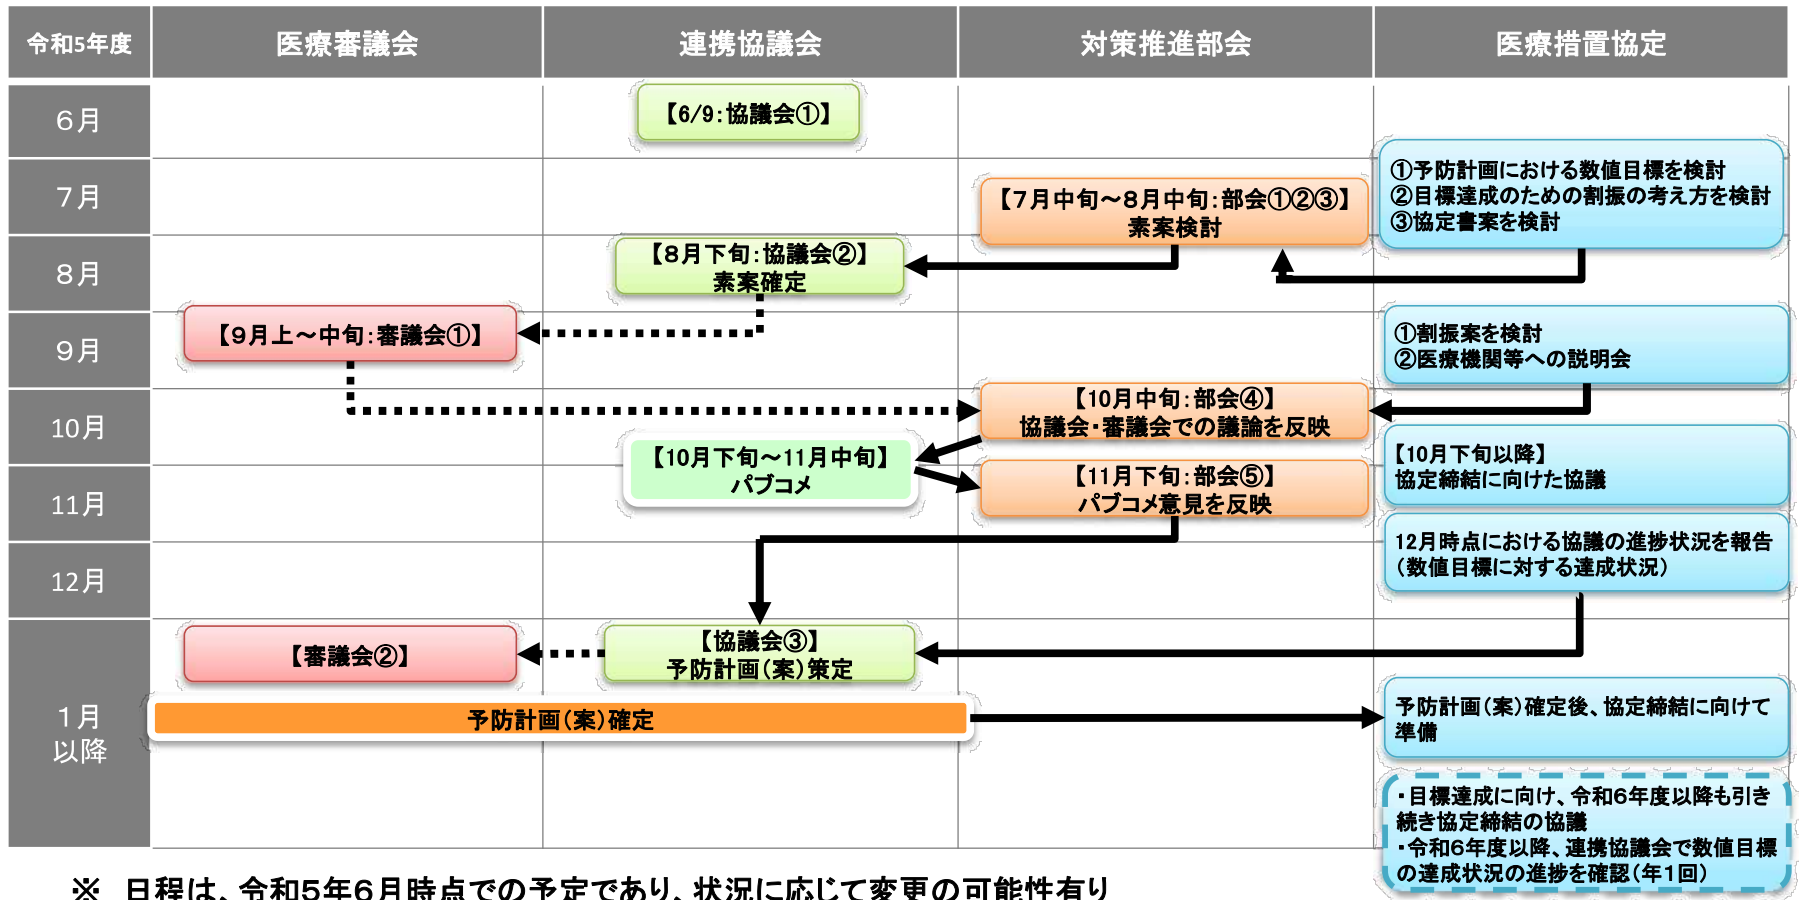 令和5年度
医療審議会
連携協議会
対策推進部会
医療措置協定
６月
【6/9：協議会①】
①予防計画における数値目標を検討
②目標達成のための割振の考え方を検討
③協定書案を検討
７月
【７月中旬～８月中旬：部会①②③】
素案検討
８月
【８月下旬：協議会②】
素案確定
９月
【９月上～中旬：審議会①】
①割振案を検討
②医療機関等への説明会
10月
【10月中旬：部会④】
協議会・審議会での議論を反映
【10月下旬～11月中旬】
パブコメ
【10月下旬以降】
協定締結に向けた協議
11月
【11月下旬：部会⑤】
パブコメ意見を反映
12月
12月時点における協議の進捗状況を報告
（数値目標に対する達成状況）
１月
以降
【審議会②】
【協議会③】
予防計画（案）策定
予防計画（案）確定
予防計画（案）確定後、協定締結に向けて
準備
・目標達成に向け、令和６年度以降も引き
続き協定締結の協議
・令和６年度以降、連携協議会で数値目標
の達成状況の進捗を確認（年１回）
※　日程は、令和５年６月時点での予定であり、状況に応じて変更の可能性有り